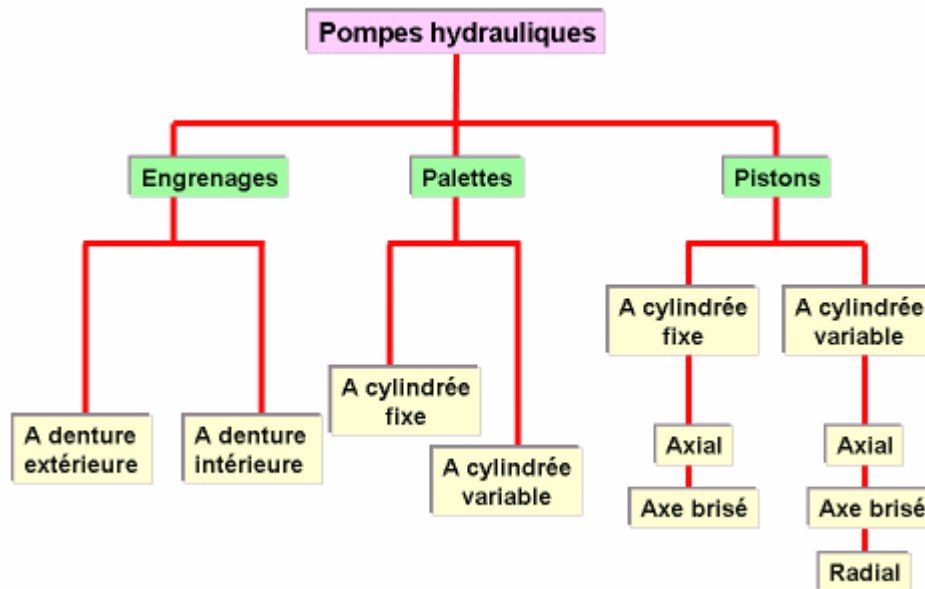 Pompes hydrauliques
Engrenages
Palettes
Pistons
A denture
extérieure
A denture
intérieure
A cylindrée
fixe
A cylindrée
variable
A cylindrée
fixe
Axial
Axe brisé
A cylindrée
variable
Axial
Axe brisé
Radial